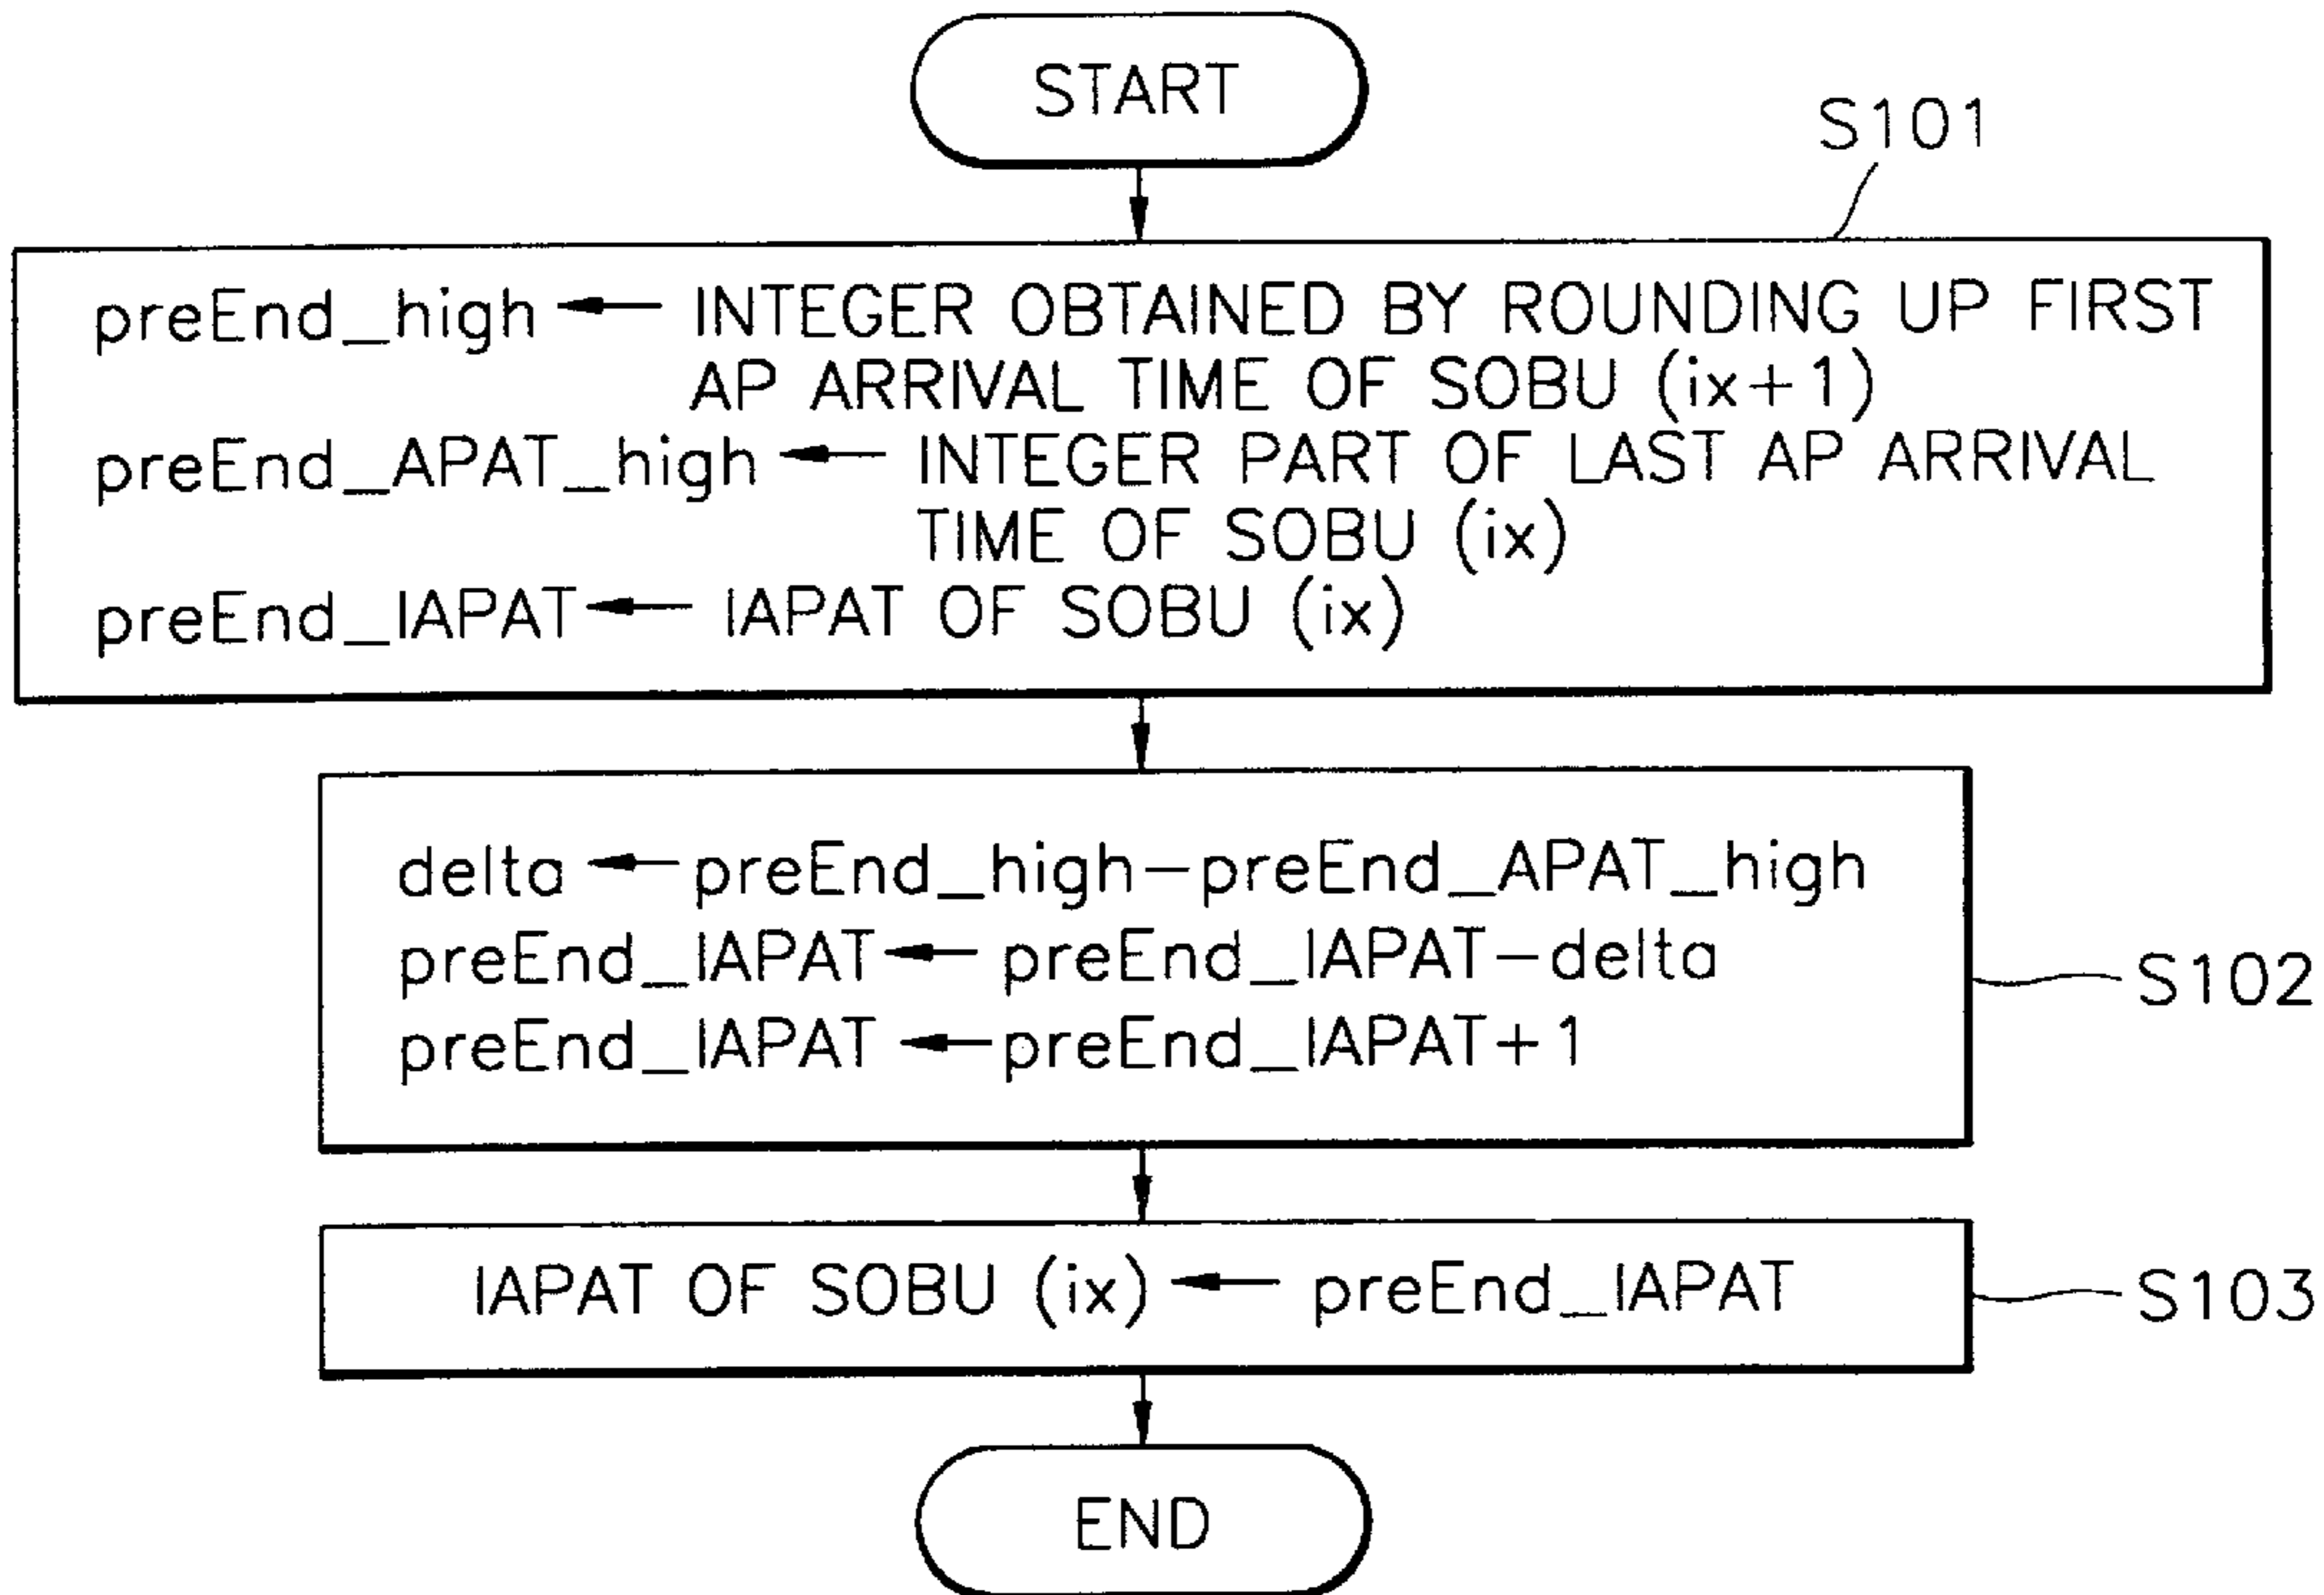 START
S101
preEnd_high ← INTEGER OBTAINED BY ROUNDING UP FIRST
AP ARRIVAL TIME OF SOBU (ix+1)
preEnd_APAT_high ← INTEGER PART OF LAST AP ARRIVAL
TIME OF SOBU (ix)
preEnd_IAPAT ← IAPAT OF SOBU (ix)
delta ← preEnd_high-preEnd_APAT_high
preEnd_IAPAT ← preEnd_IAPAT-delta
S102
preEnd_IAPAT ← preEnd_IAPAT+1
IAPAT OF SOBU (ix) ← preEnd_IAPAT
S103
END